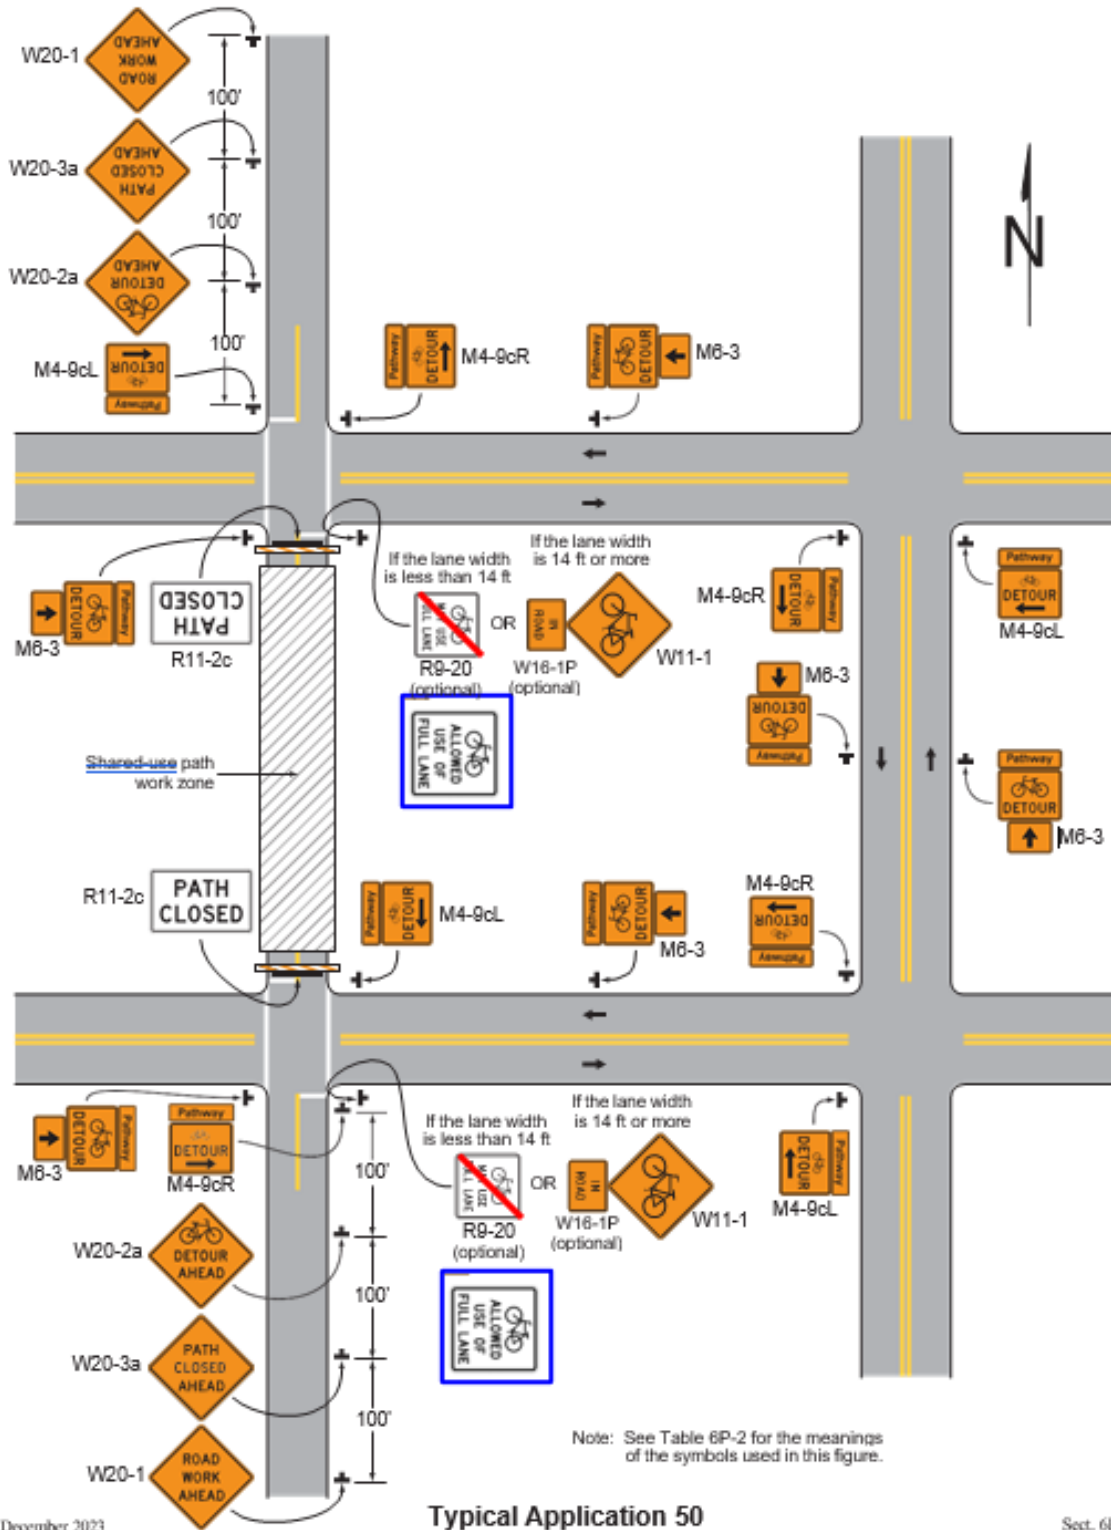 W20-1
ROAD
WORK
AHEAD
100'
W20-3a
PATH
CLOSED
AHEAD
100'
W20-2a
DETOUR
AHEAD
100'
M4-9cL
DETOUR
Pathway
Pathway
DETOUR
M4-9cR
Pathway
DETOUR
M6-3
N
DETOUR
Pathway
M6-3
PATH
CLOSED
R11-2c
If the lane width
is less than 14 ft
USE
FULL LANE
R9-20
(optional)
OR
If the lane width
is 14 ft or more
IN
ROAD
W16-1P
(optional)
W11-1
ALLOWED
USE OF
FULL LANE
M4-9cR
DETOUR
Pathway
Pathway
DETOUR
M4-9cL
M6-3
DETOUR
Pathway
Pathway
DETOUR
M6-3
Shared-use path
work zone
R11-2c
PATH
CLOSED
Pathway
DETOUR
M4-9cL
Pathway
DETOUR
M6-3
M4-9cR
DETOUR
Pathway
DETOUR
Pathway
M6-3
Pathway
DETOUR
M4-9cR
100'
If the lane width
is less than 14 ft
USE
FULL LANE
R9-20
(optional)
OR
If the lane width
is 14 ft or more
IN
ROAD
W16-1P
(optional)
W11-1
ALLOWED
USE OF
FULL LANE
DETOUR
Pathway
M4-9cL
W20-2a
DETOUR
AHEAD
100'
W20-3a
PATH
CLOSED
AHEAD
100'
W20-1
ROAD
WORK
AHEAD
Note: See Table 6P-2 for the meanings
of the symbols used in this figure.
Typical Application 50
December 2023
Sect.